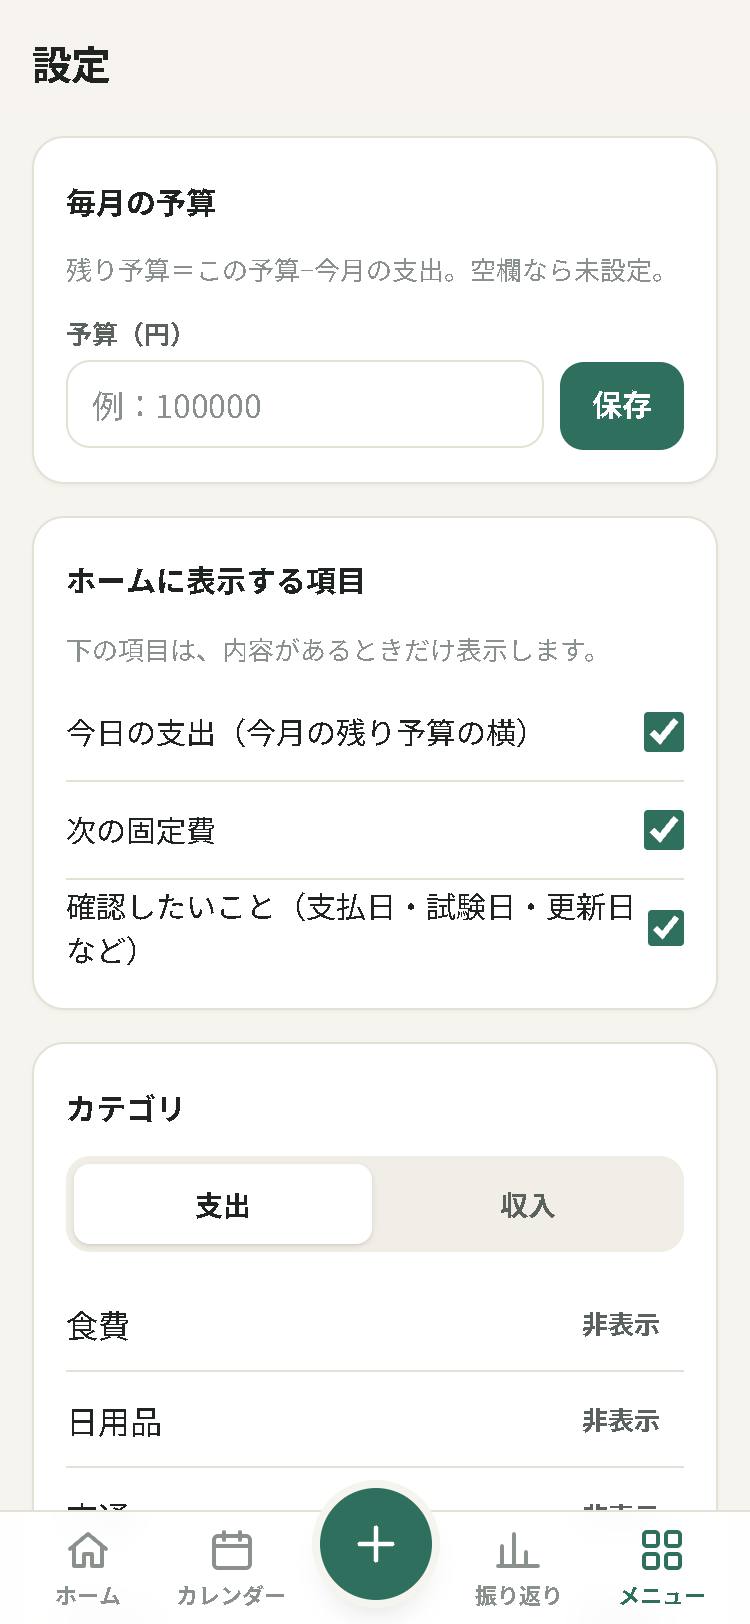 設定
毎月の予算
残り予算＝この予算−今月の支出。空欄なら未設定。
予算（円）
例：100000
保存
ホームに表示する項目
下の項目は、内容があるときだけ表示します。
今日の支出（今月の残り予算の横）
次の固定費
確認したいこと（支払日・試験日・更新日
など）
カテゴリ
支出
収入
食費
非表示
日用品
非表示
ホーム
カレンダー
振り返り
メニュー